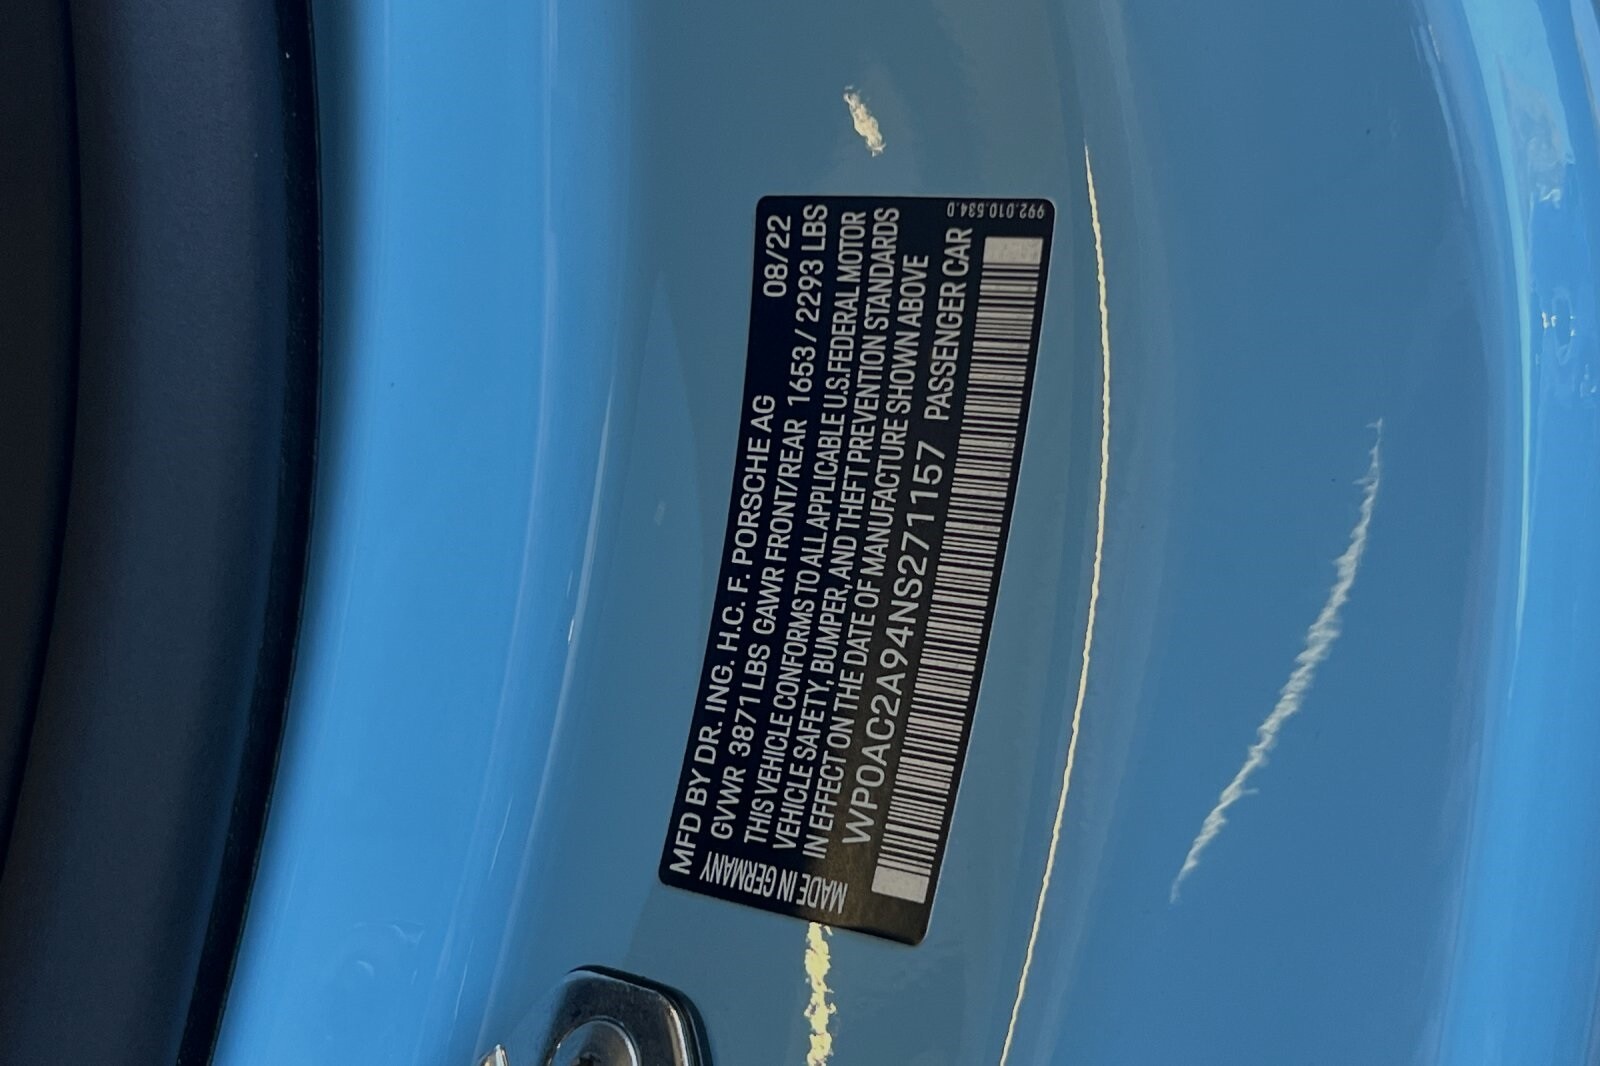 MFD BY DR. ING. H.C. F. PORSCHE AG 08/22
GVWR 3871 LBS GAWR FRONT/REAR 1653 / 2293 LBS
THIS VEHICLE CONFORMS TO ALL APPLICABLE U.S.FEDERAL MOTOR
VEHICLE SAFETY, BUMPER, AND THEFT PREVENTION STANDARDS
IN EFFECT ON THE DATE OF MANUFACTURE SHOWN ABOVE
WP0AC2A94NS271157 PASSENGER CAR
MADE IN GERMANY
992.010.534.D